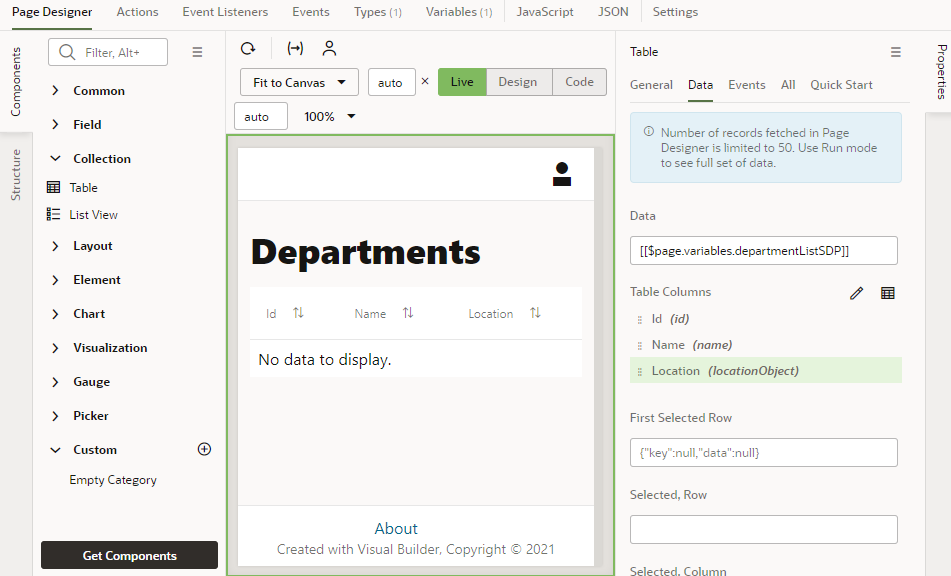 Page Designer
Actions
Event Listeners
Events
Types (1)
Variables (1)
JavaScript
JSON
Settings
Components
Structure
Filter, Alt+
Common
Field
Collection
Table
List View
Layout
Element
Chart
Visualization
Gauge
Picker
Custom
Empty Category
Get Components
Fit to Canvas
auto
×
Live
Design
Code
auto
100%
Departments
Id
Name
Location
No data to display.
About
Created with Visual Builder, Copyright © 2021
Table
General
Data
Events
All
Quick Start
Number of records fetched in Page
Designer is limited to 50. Use Run mode
to see full set of data.
Data
[[$page.variables.departmentListSDP]]
Table Columns
Id (id)
Name (name)
Location (locationObject)
First Selected Row
{"key":null,"data":null}
Selected, Row
Selected, Column
Properties